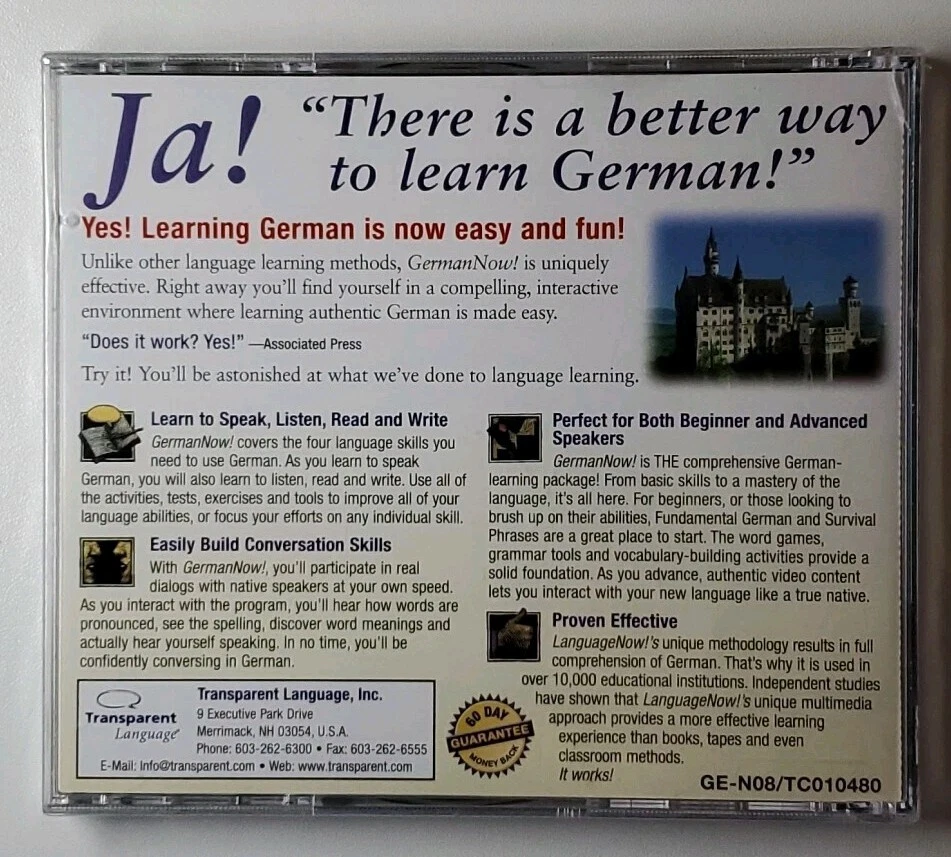 Ja!
“There is a better way
to learn German!”
Yes! Learning German is now easy and fun!
Unlike other language learning methods, GermanNow! is uniquely
effective. Right away you'll find yourself in a compelling, interactive
environment where learning authentic German is made easy.
“Does it work? Yes!” —Associated Press
Try it! You'll be astonished at what we've done to language learning.
Learn to Speak, Listen, Read and Write
GermanNow! covers the four language skills you
need to use German. As you learn to speak
German, you will also learn to listen, read and write. Use all of
the activities, tests, exercises and tools to improve all of your
language abilities, or focus your efforts on any individual skill.
Easily Build Conversation Skills
With GermanNow!, you'll participate in real
dialogs with native speakers at your own speed.
As you interact with the program, you'll hear how words are
pronounced, see the spelling, discover word meanings and
actually hear yourself speaking. In no time, you'll be
confidently conversing in German.
Perfect for Both Beginner and Advanced
Speakers
GermanNow! is THE comprehensive German-
learning package! From basic skills to a mastery of the
language, it's all here. For beginners, or those looking to
brush up on their abilities, Fundamental German and Survival
Phrases are a great place to start. The word games,
grammar tools and vocabulary-building activities provide a
solid foundation. As you advance, authentic video content
lets you interact with your new language like a true native.
Proven Effective
LanguageNow!'s unique methodology results in full
comprehension of German. That's why it is used in
over 10,000 educational institutions. Independent studies
have shown that LanguageNow!'s unique multimedia
approach provides a more effective learning
experience than books, tapes and even
classroom methods.
It works!
Transparent
Language®
Transparent Language, Inc.
9 Executive Park Drive
Merrimack, NH 03054, U.S.A.
Phone: 603-262-6300 • Fax: 603-262-6555
E-Mail: Info@transparent.com • Web: www.transparent.com
60 DAY
GUARANTEE
MONEY BACK
GE-N08/TC010480